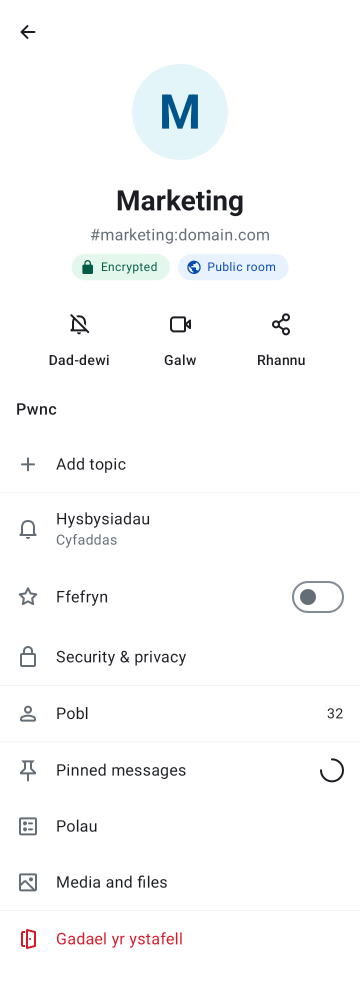 M
Marketing
#marketing:domain.com
Encrypted Public room
Dad-dewi Galw Rhannu
Pwnc
Add topic
Hysbysiadau
Cyfaddas
Ffefryn
Security & privacy
Pobl 32
Pinned messages
Polau
Media and files
Gadael yr ystafell